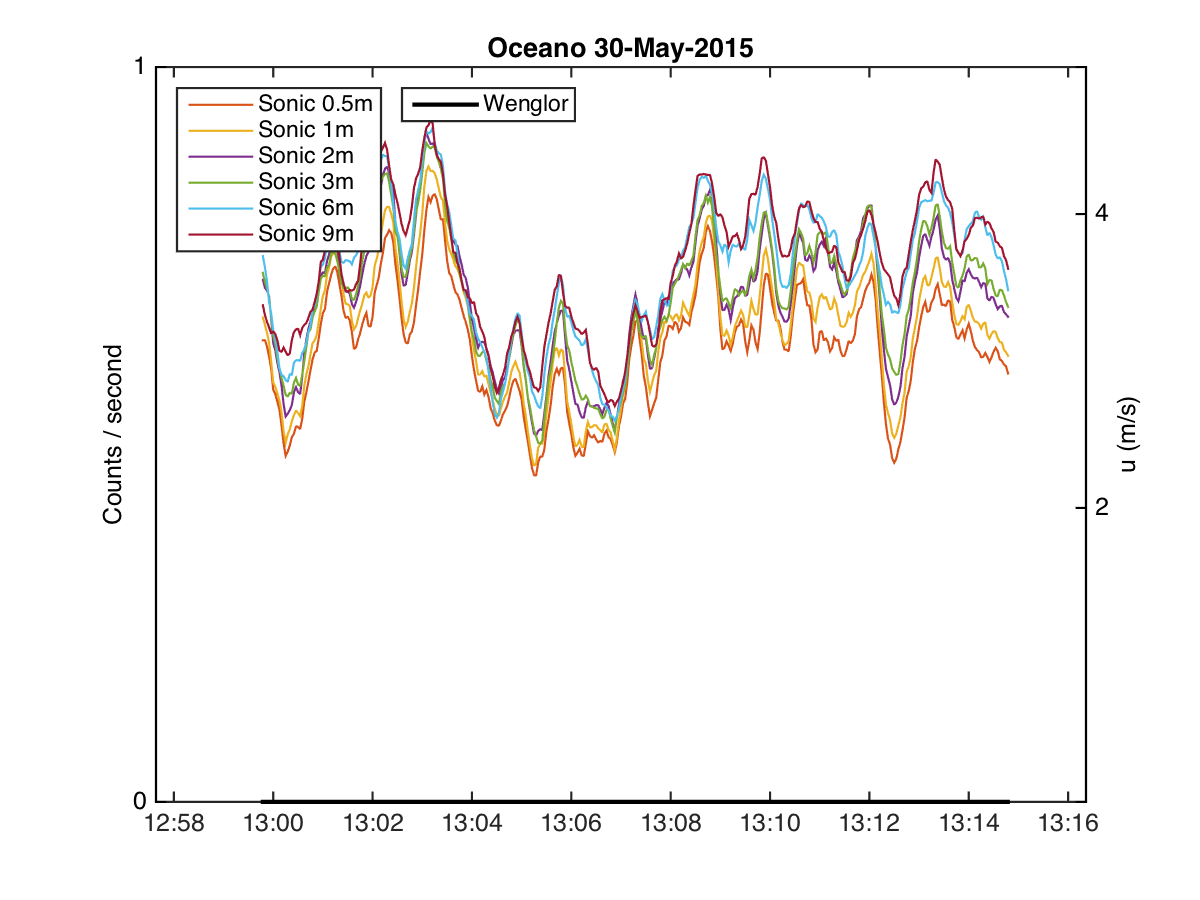 Oceano 30-May-2015
1
Sonic 0.5m
Sonic 1m
Sonic 2m
Sonic 3m
Sonic 6m
Sonic 9m
Wenglor
4
2
Counts / second
u (m/s)
0
12:58 13:00 13:02 13:04 13:06 13:08 13:10 13:12 13:14 13:16